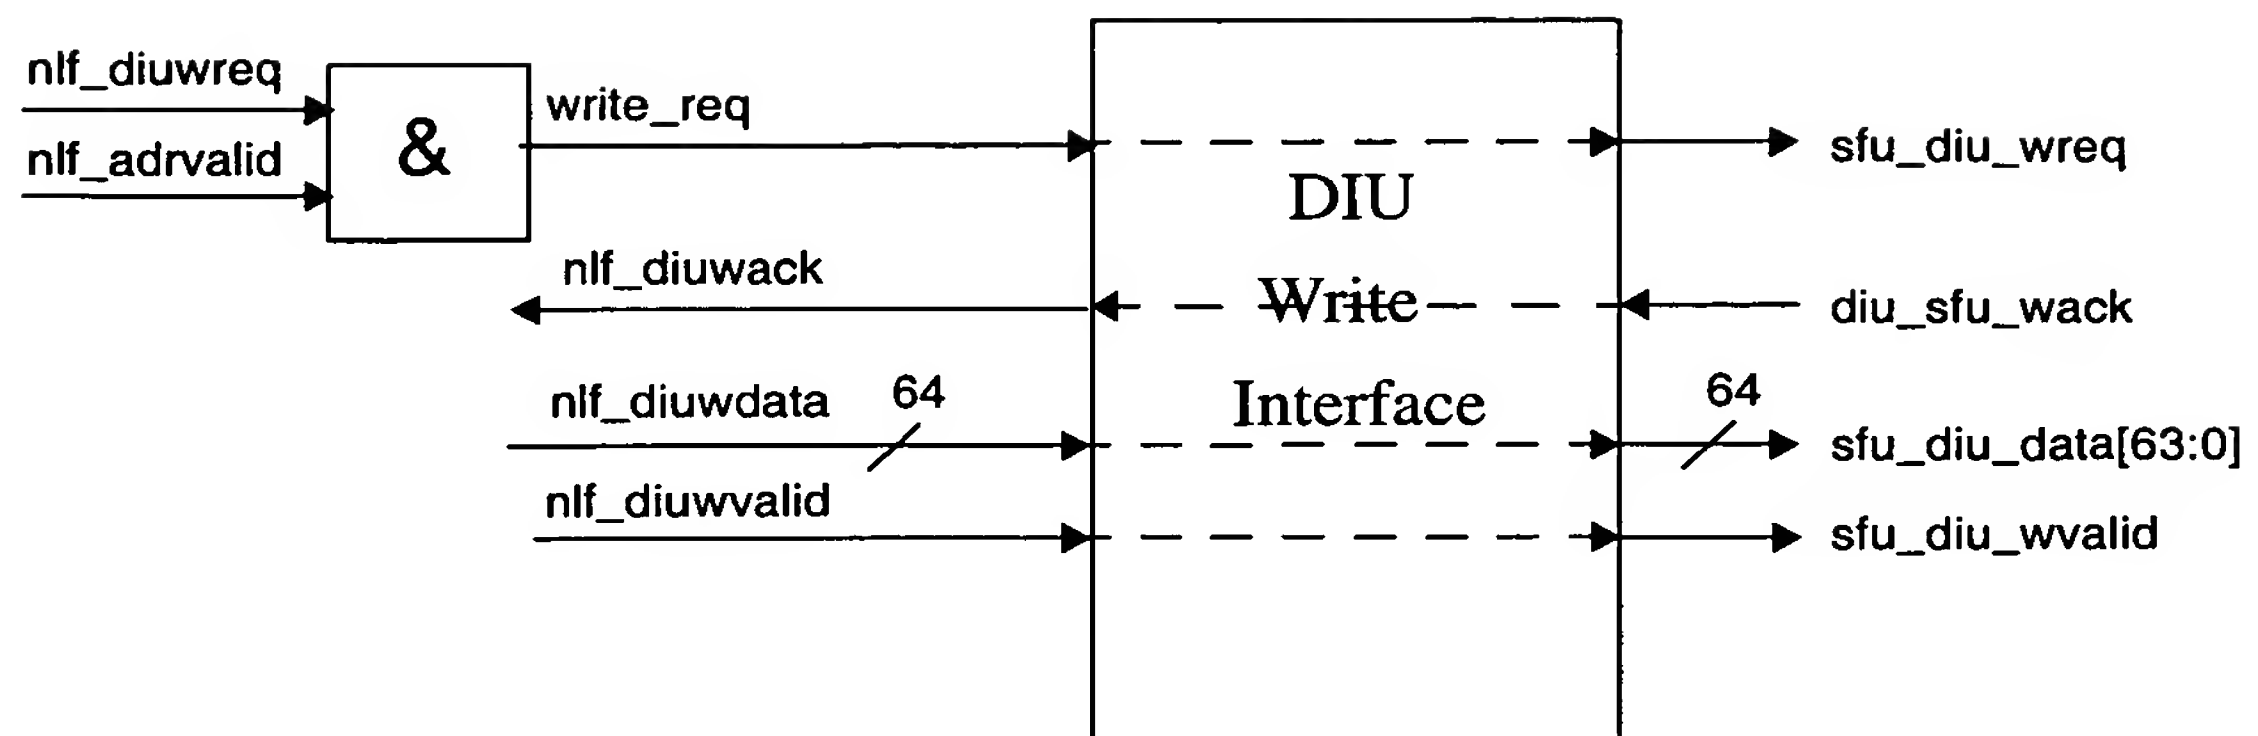 nlf_diuwreq
nlf_adrvalid
&
write_req
sfu_diu_wreq
DIU
nlf_diuwack
Write
diu_sfu_wack
nlf_diuwdata
64
Interface
64
sfu_diu_data[63:0]
nlf_diuwvalid
sfu_diu_wvalid